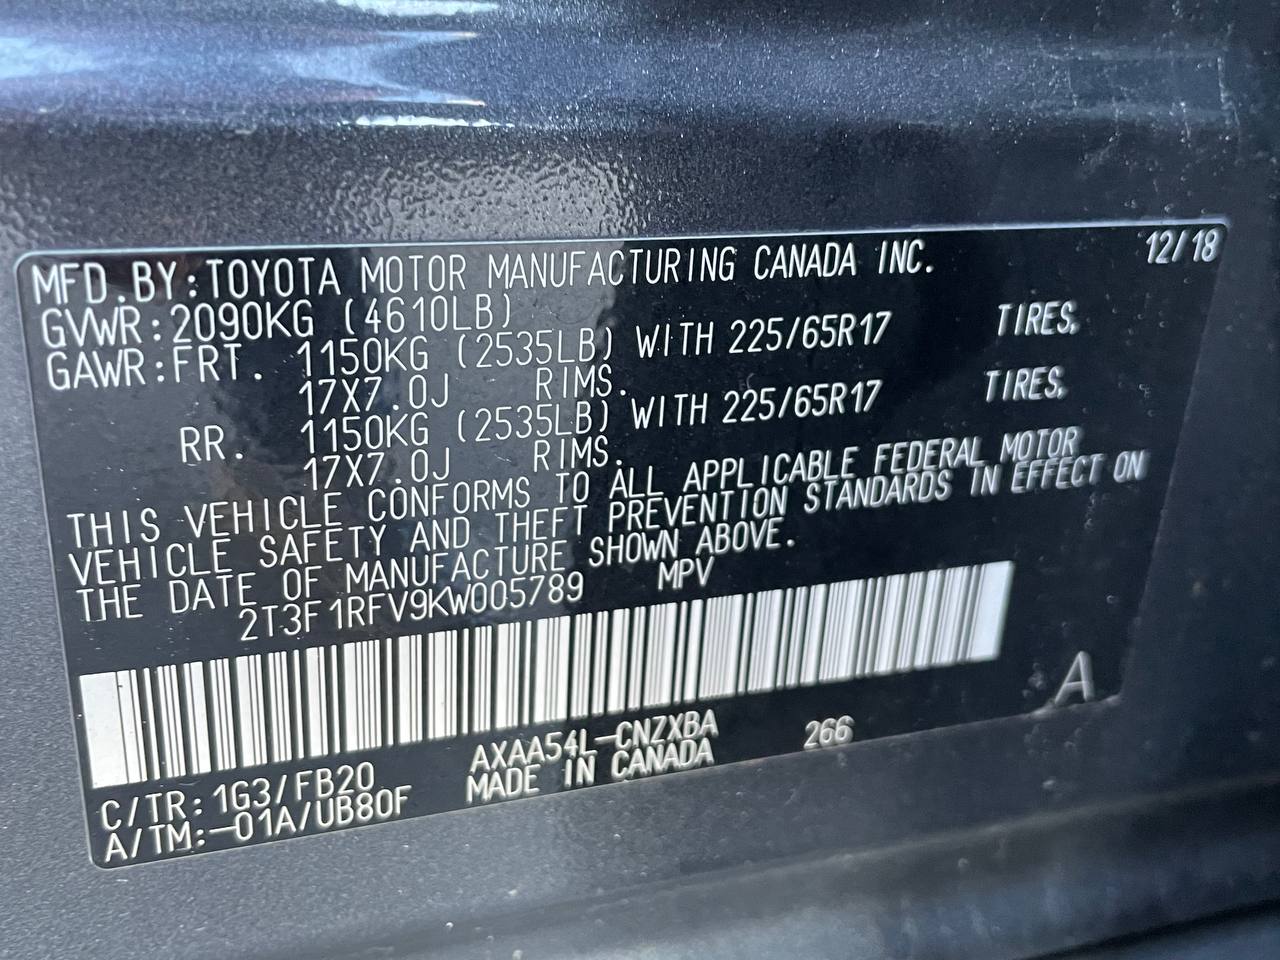 MFD.BY:TOYOTA MOTOR MANUFACTURING CANADA INC. 12/18
GVWR:2090KG (4610LB)
GAWR:FRT. 1150KG (2535LB) WITH 225/65R17 TIRES,
17X7.0J RIMS.
RR. 1150KG (2535LB) WITH 225/65R17 TIRES,
17X7.0J RIMS.
THIS VEHICLE CONFORMS TO ALL APPLICABLE FEDERAL MOTOR
VEHICLE SAFETY AND THEFT PREVENTION STANDARDS IN EFFECT ON
THE DATE OF MANUFACTURE SHOWN ABOVE.
2T3F1RFV9KW005789 MPV
A
AXAA54L-CNZXBA 266
C/TR:1G3/FB20 MADE IN CANADA
A/TM:-01A/UB80F